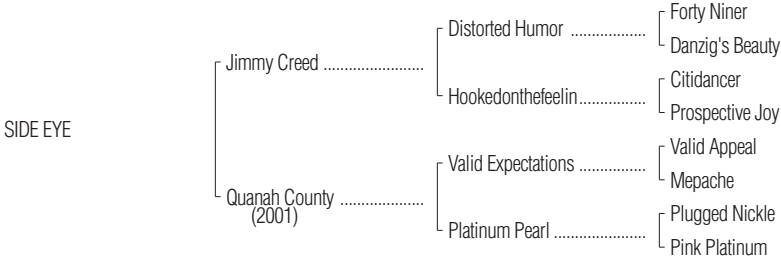 Forty Niner
Distorted Humor ..................
Danzig's Beauty
Jimmy Creed ........................
Citidancer
Hookedonthefeelin................
Prospective Joy
SIDE EYE
Valid Appeal
Valid Expectations ................
Mepache
Quanah County ....................
(2001)
Plugged Nickle
Platinum Pearl ......................
Pink Platinum